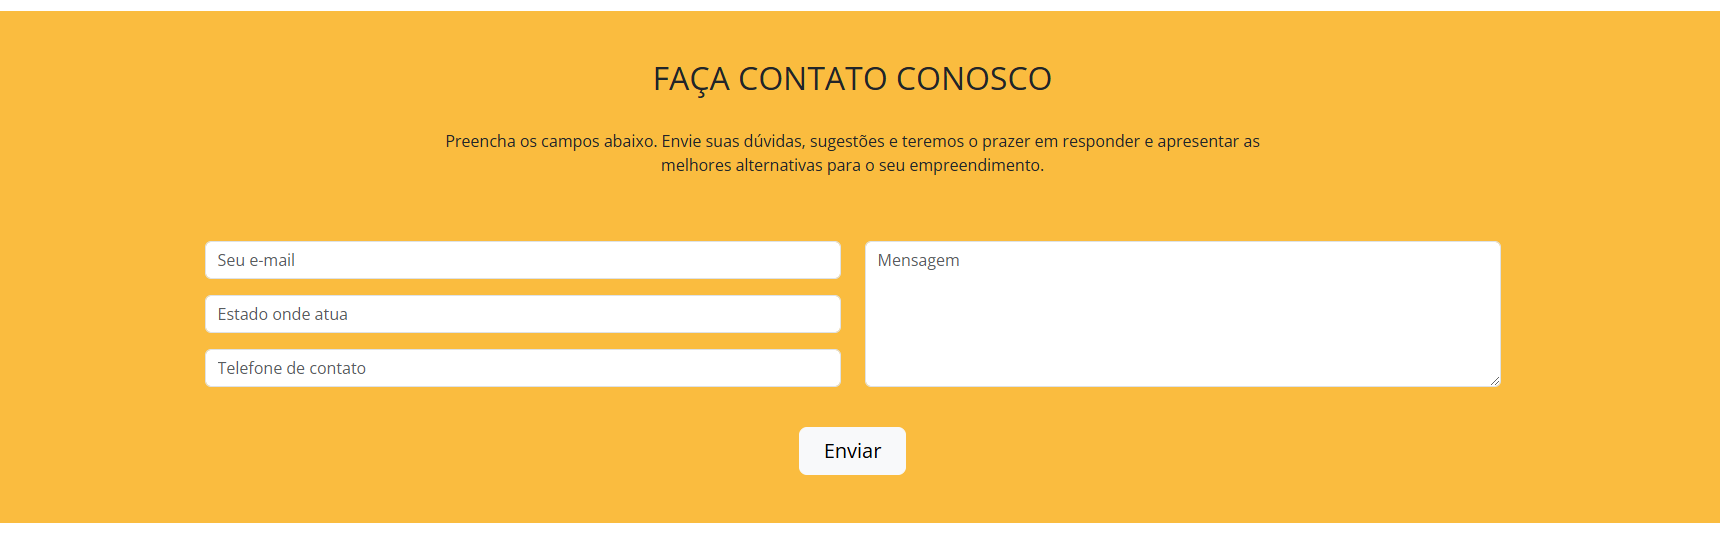 FAÇA CONTATO CONOSCO
Preencha os campos abaixo. Envie suas dúvidas, sugestões e teremos o prazer em responder e apresentar as
melhores alternativas para o seu empreendimento.
Seu e-mail
Estado onde atua
Telefone de contato
Mensagem
Enviar